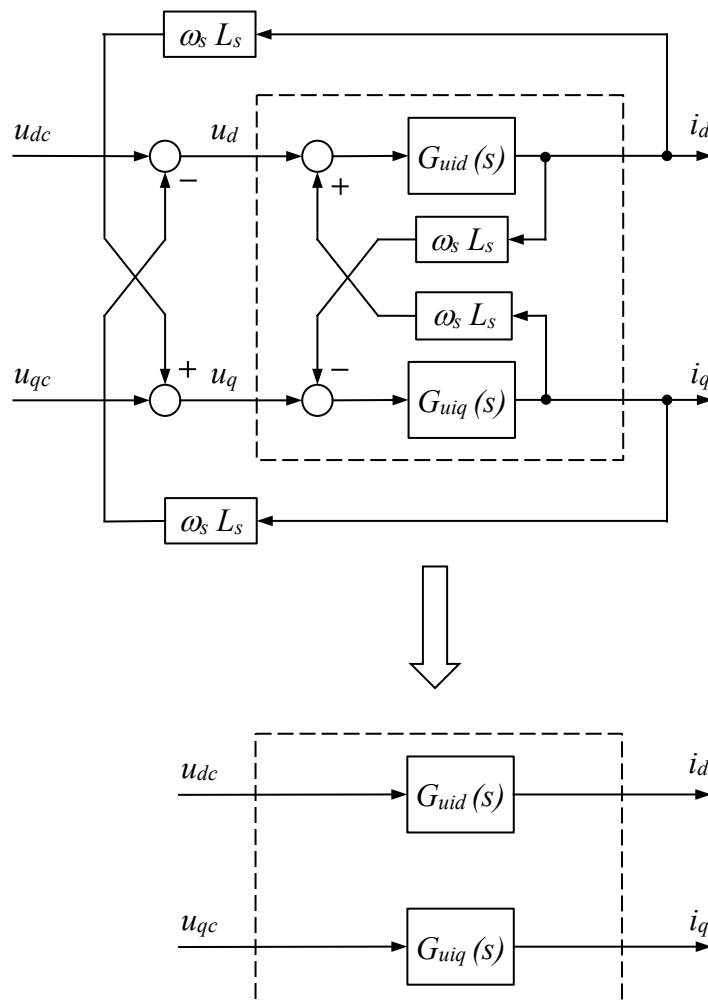 ωs Ls
udc
ud
id
Guid (s)
−
+
ωs Ls
ωs Ls
uqc
+
uq
−
iq
Guiq (s)
ωs Ls
udc
id
Guid (s)
uqc
iq
Guiq (s)